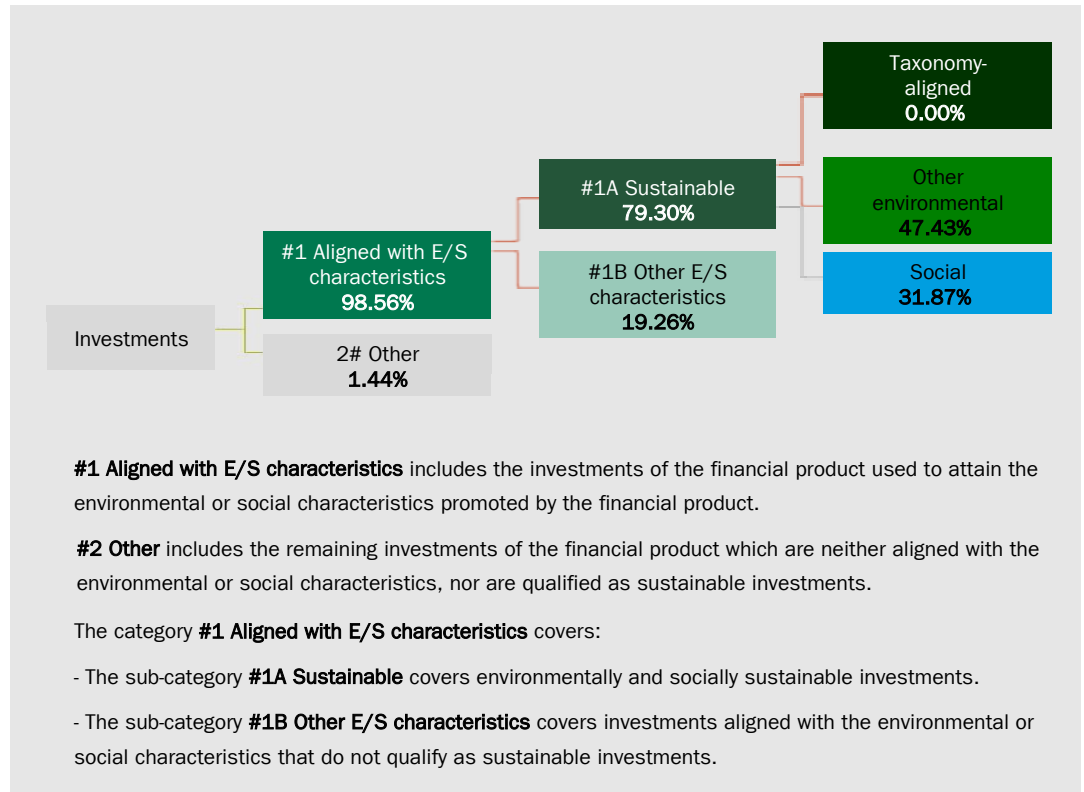 Taxonomy-
aligned
0.00%
#1A Sustainable
79.30%
Other
environmental
47.43%
#1 Aligned with E/S
characteristics
98.56%
#1B Other E/S
characteristics
19.26%
Social
31.87%
Investments
2# Other
1.44%
#1 Aligned with E/S characteristics includes the investments of the financial product used to attain the
environmental or social characteristics promoted by the financial product.
#2 Other includes the remaining investments of the financial product which are neither aligned with the
environmental or social characteristics, nor are qualified as sustainable investments.
The category #1 Aligned with E/S characteristics covers:
- The sub-category #1A Sustainable covers environmentally and socially sustainable investments.
- The sub-category #1B Other E/S characteristics covers investments aligned with the environmental or
social characteristics that do not qualify as sustainable investments.